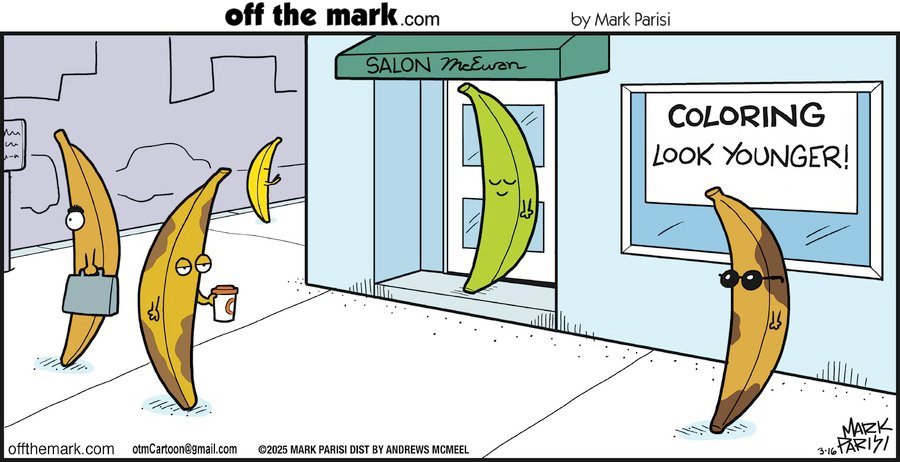 off the mark.com
by Mark Parisi
SALON McEwan
COLORING
LOOK YOUNGER!
MARK
PARISI
3-16
offthemark.com
otmCartoon@gmail.com
©2025 MARK PARISI DIST BY ANDREWS MCMEEL